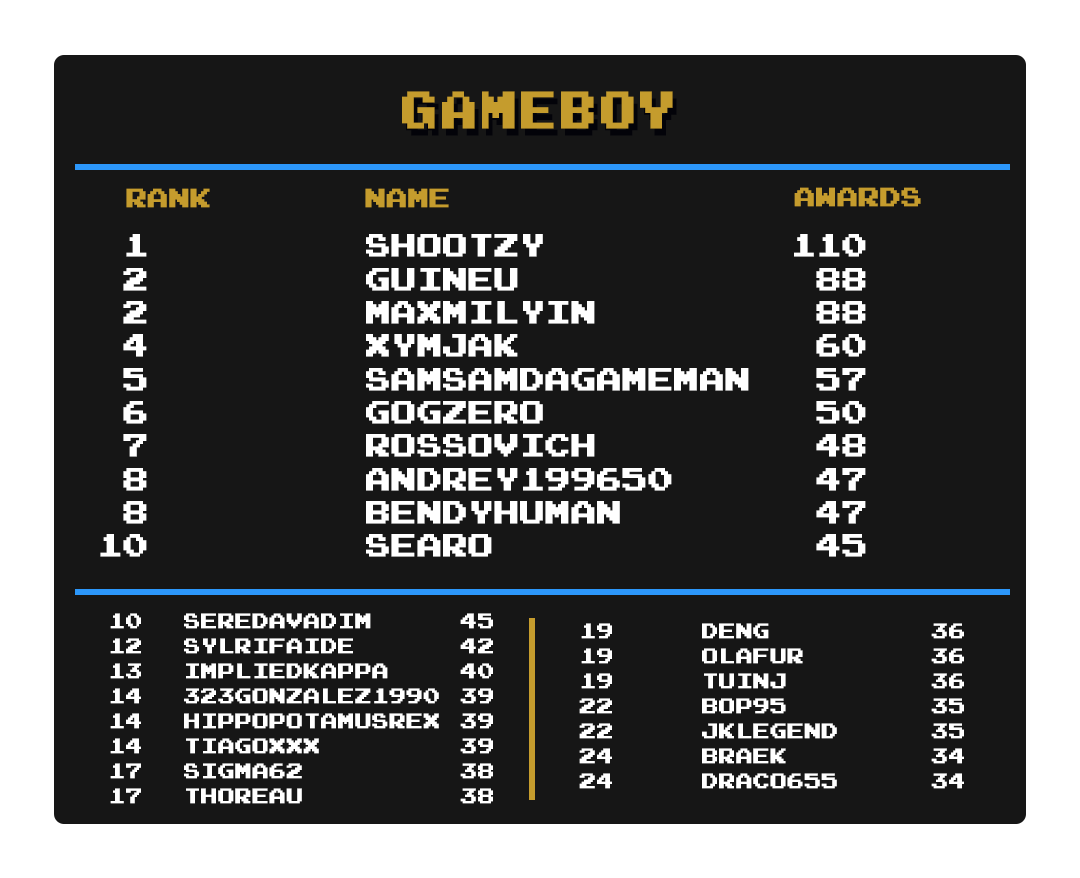 GAMEBOY
RANK NAME AWARDS
1 SHOOTZY 110
2 GUINEU 88
2 MAXMILYIN 88
4 XYMJAK 60
5 SAMSAMDAGAMEMAN 57
6 GOGZERO 50
7 ROSSOVICH 48
8 ANDREY199650 47
8 BENDYHUMAN 47
10 SEARO 45
10 SEREDAVADIM 45
12 SYLRIFAIDE 42
13 IMPLIEDKAPPA 40
14 323GONZALEZ1990 39
14 HIPPOPOTAMUSREX 39
14 TIAGOXXX 39
17 SIGMA62 38
17 THOREAU 38
19 DENG 36
19 OLAFUR 36
19 TUINJ 36
22 BOP95 35
22 JKLEGEND 35
24 BRAEK 34
24 DRACO655 34